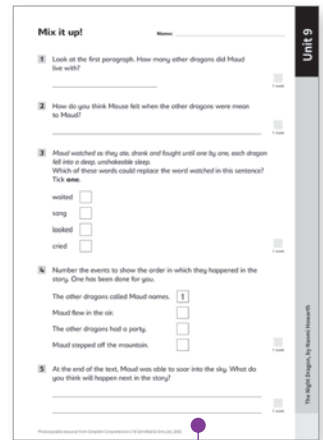 Mix it up!
Name:
Unit 9
1 Look at the first paragraph. How many other dragons did Maud
live with?
1 mark
2 How do you think Mouse felt when the other dragons were mean
to Maud?
1 mark
3 Maud watched as they ate, drank and fought until one by one, each dragon
fell into a deep, unshakeable sleep.
Which of these words could replace the word watched in this sentence?
Tick one.
waited
sang
looked
cried
1 mark
4 Number the events to show the order in which they happened in the
story. One has been done for you.
The other dragons called Maud names. 1
Maud flew in the air.
The other dragons had a party.
Maud stepped off the mountain.
1 mark
5 At the end of the text, Maud was able to soar into the sky. What do
you think will happen next in the story?
1 mark
The Night Dragon, by Naomi Howarth
Photocopiable resource from Complete Comprehension